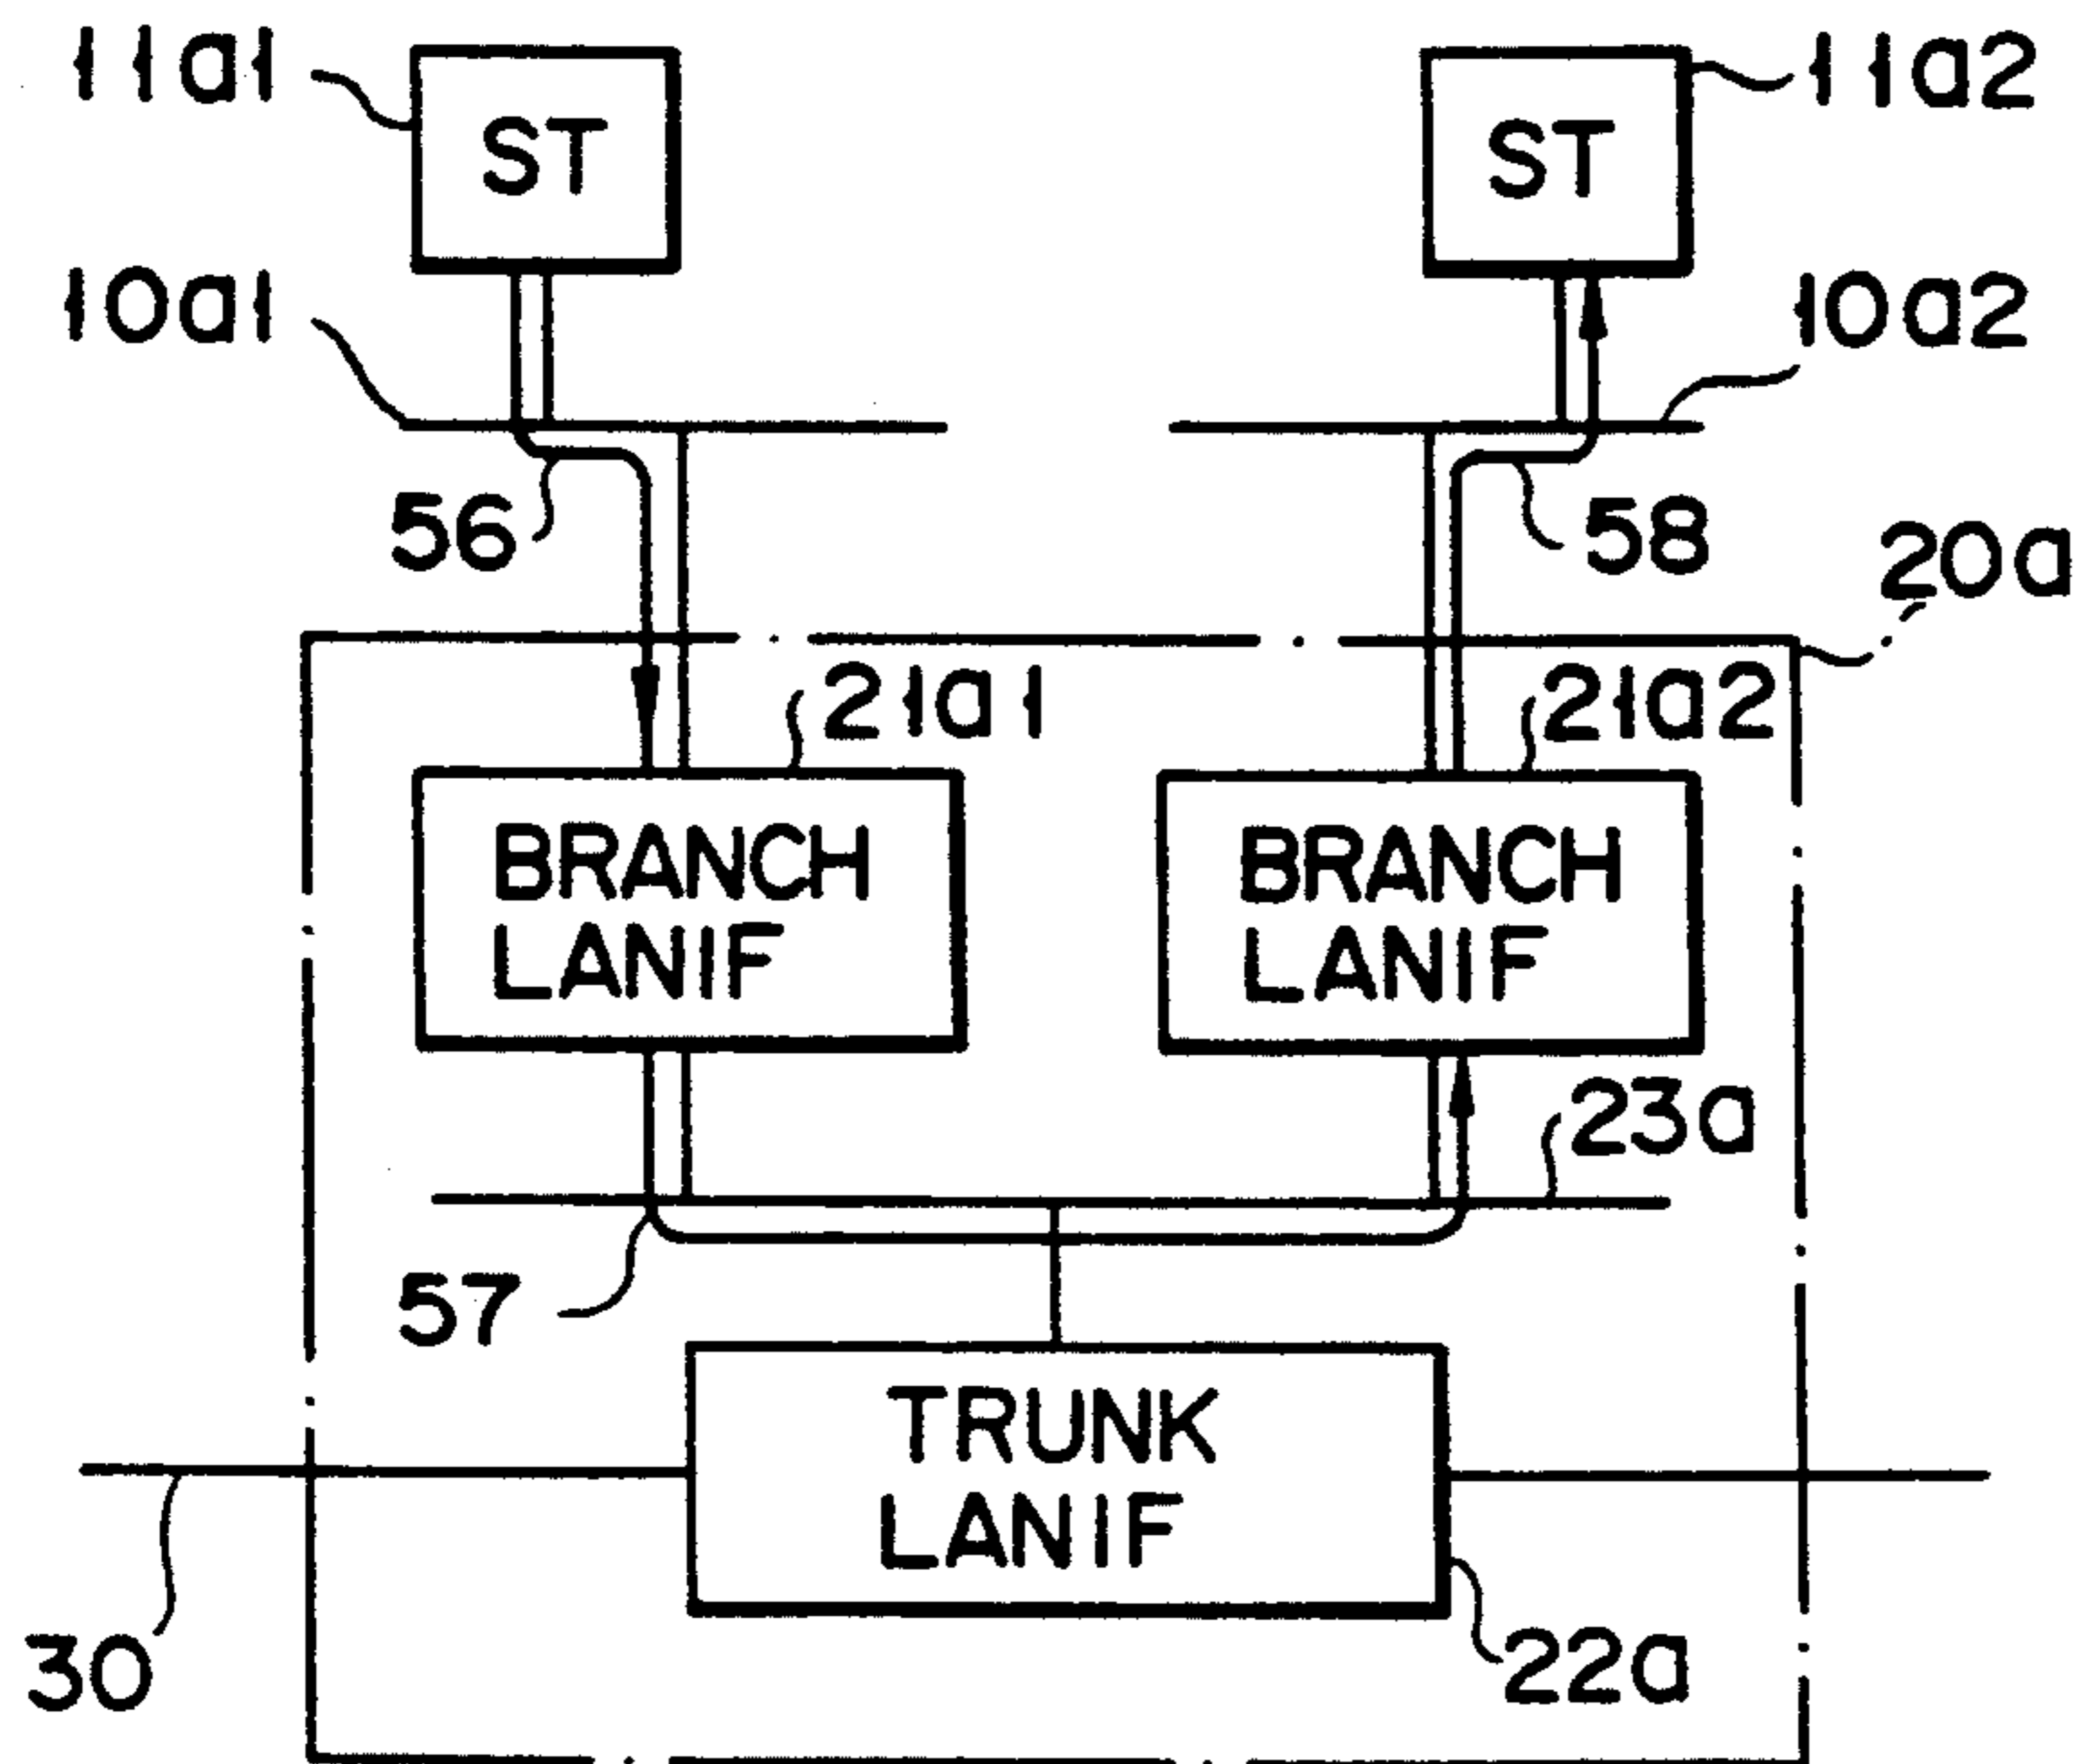 11a1
ST
11a2
ST
10a1
10a2
56
58
20a
21a1
21a2
BRANCH
LANIF
BRANCH
LANIF
23a
57
TRUNK
LANIF
30
22a